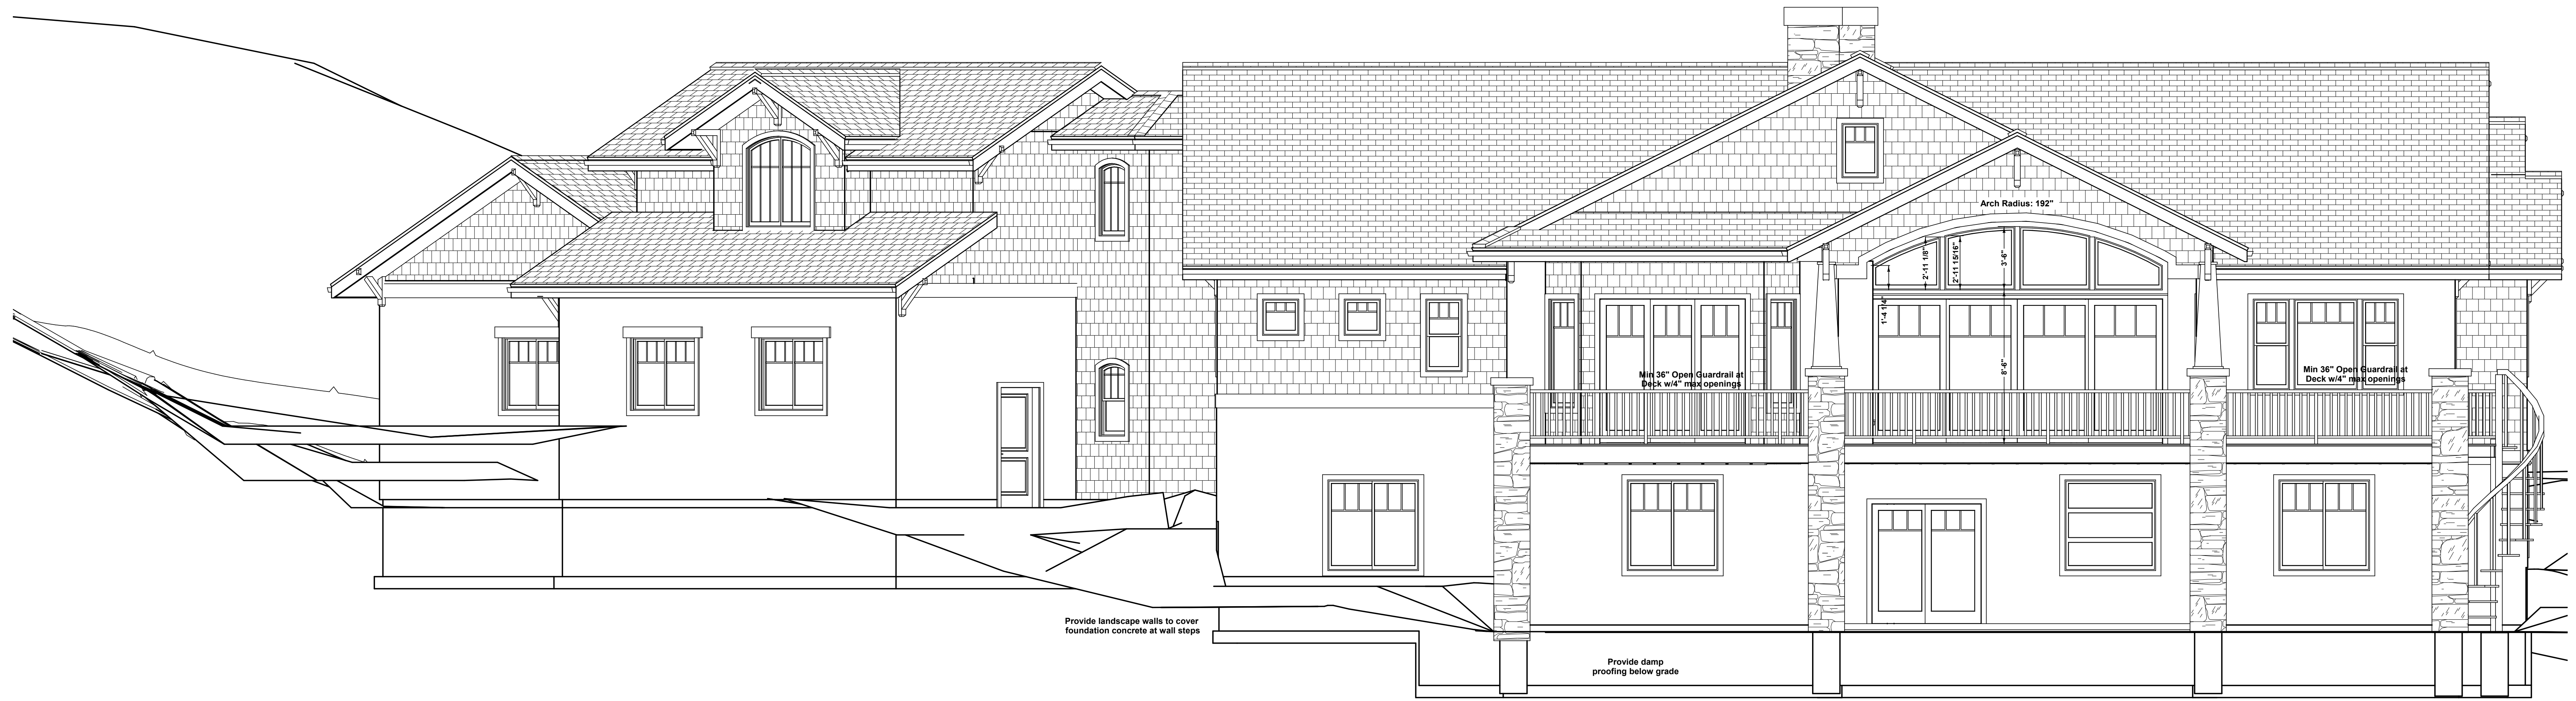 Arch Radius: 192"
1'-4 1/4"
2'-11 1/8"
2'-11 15/16"
3'-6"
8'-6"
Min 36" Open Guardrail at
Deck w/4" max openings
Min 36" Open Guardrail at
Deck w/4" max openings
Provide landscape walls to cover
foundation concrete at wall steps
Provide damp
proofing below grade